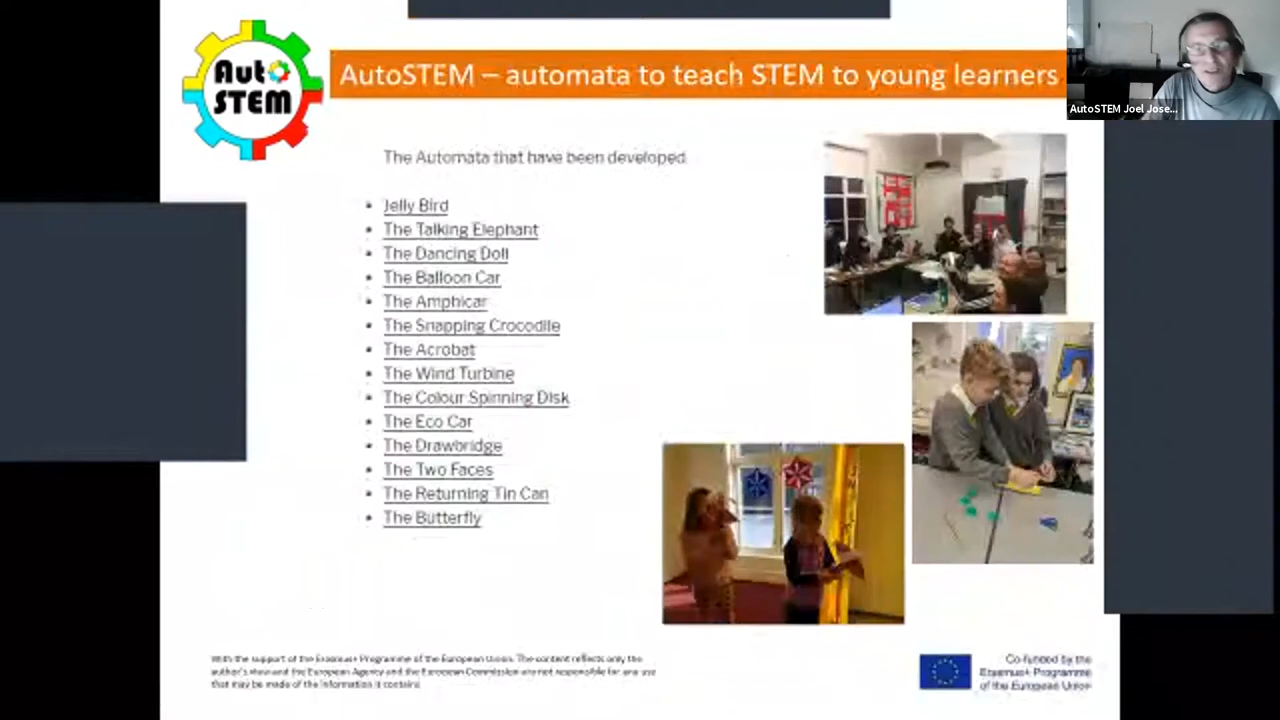 Auto
STEM
AutoSTEM – automata to teach STEM to young learners
AutoSTEM Joel Jose...
The Automata that have been developed
Jelly Bird
The Talking Elephant
The Dancing Doll
The Balloon Car
The Amphicar
The Snapping Crocodile
The Acrobat
The Wind Turbine
The Colour Spinning Disk
The Eco Car
The Drawbridge
The Two Faces
The Returning Tin Can
The Butterfly
With the support of the Erasmus+ Programme of the European Union. The content reflects only the
author's view and the European Agency and the European Commission are not responsible for any use
that may be made of the information it contains
Co-funded by the
Erasmus+ Programme
of the European Union